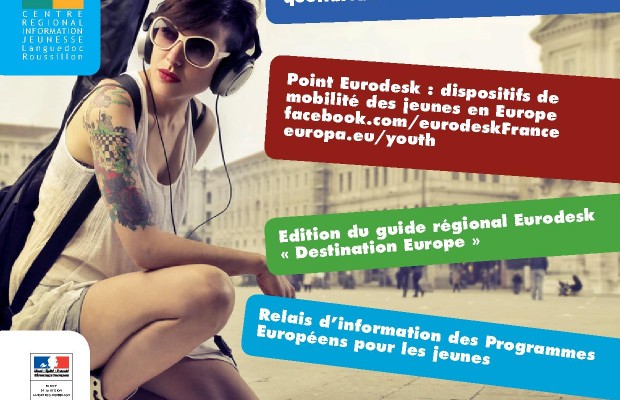 CENTRE
RÉGIONAL
INFORMATION
JEUNESSE
Languedoc
Roussillon
Point Eurodesk : dispositifs de
mobilité des jeunes en Europe
facebook.com/eurodeskFrance
europa.eu/youth
Edition du guide régional Eurodesk
« Destination Europe »
Relais d’information des Programmes
Européens pour les jeunes